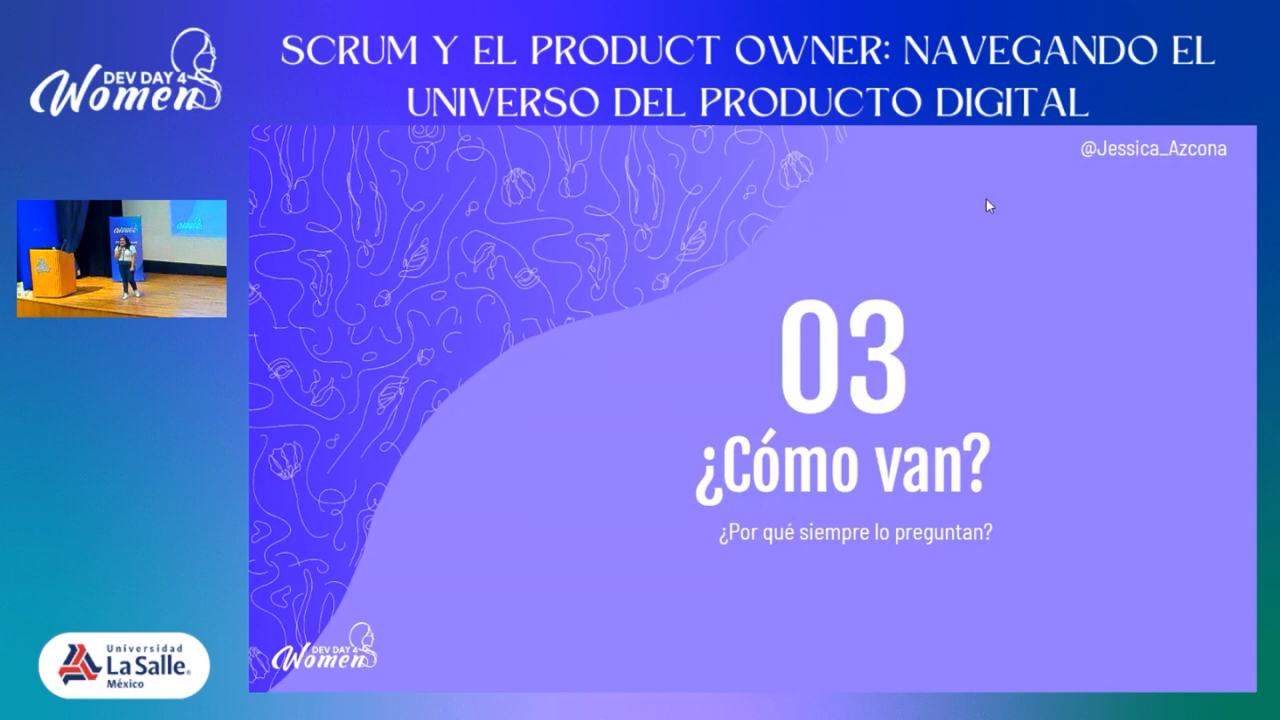 DEV DAY 4
Women
SCRUM Y EL PRODUCT OWNER: NAVEGANDO EL
UNIVERSO DEL PRODUCTO DIGITAL
@Jessica_Azcona
03
¿Cómo van?
¿Por qué siempre lo preguntan?
DEV DAY 4
Women
Universidad
La Salle®
México